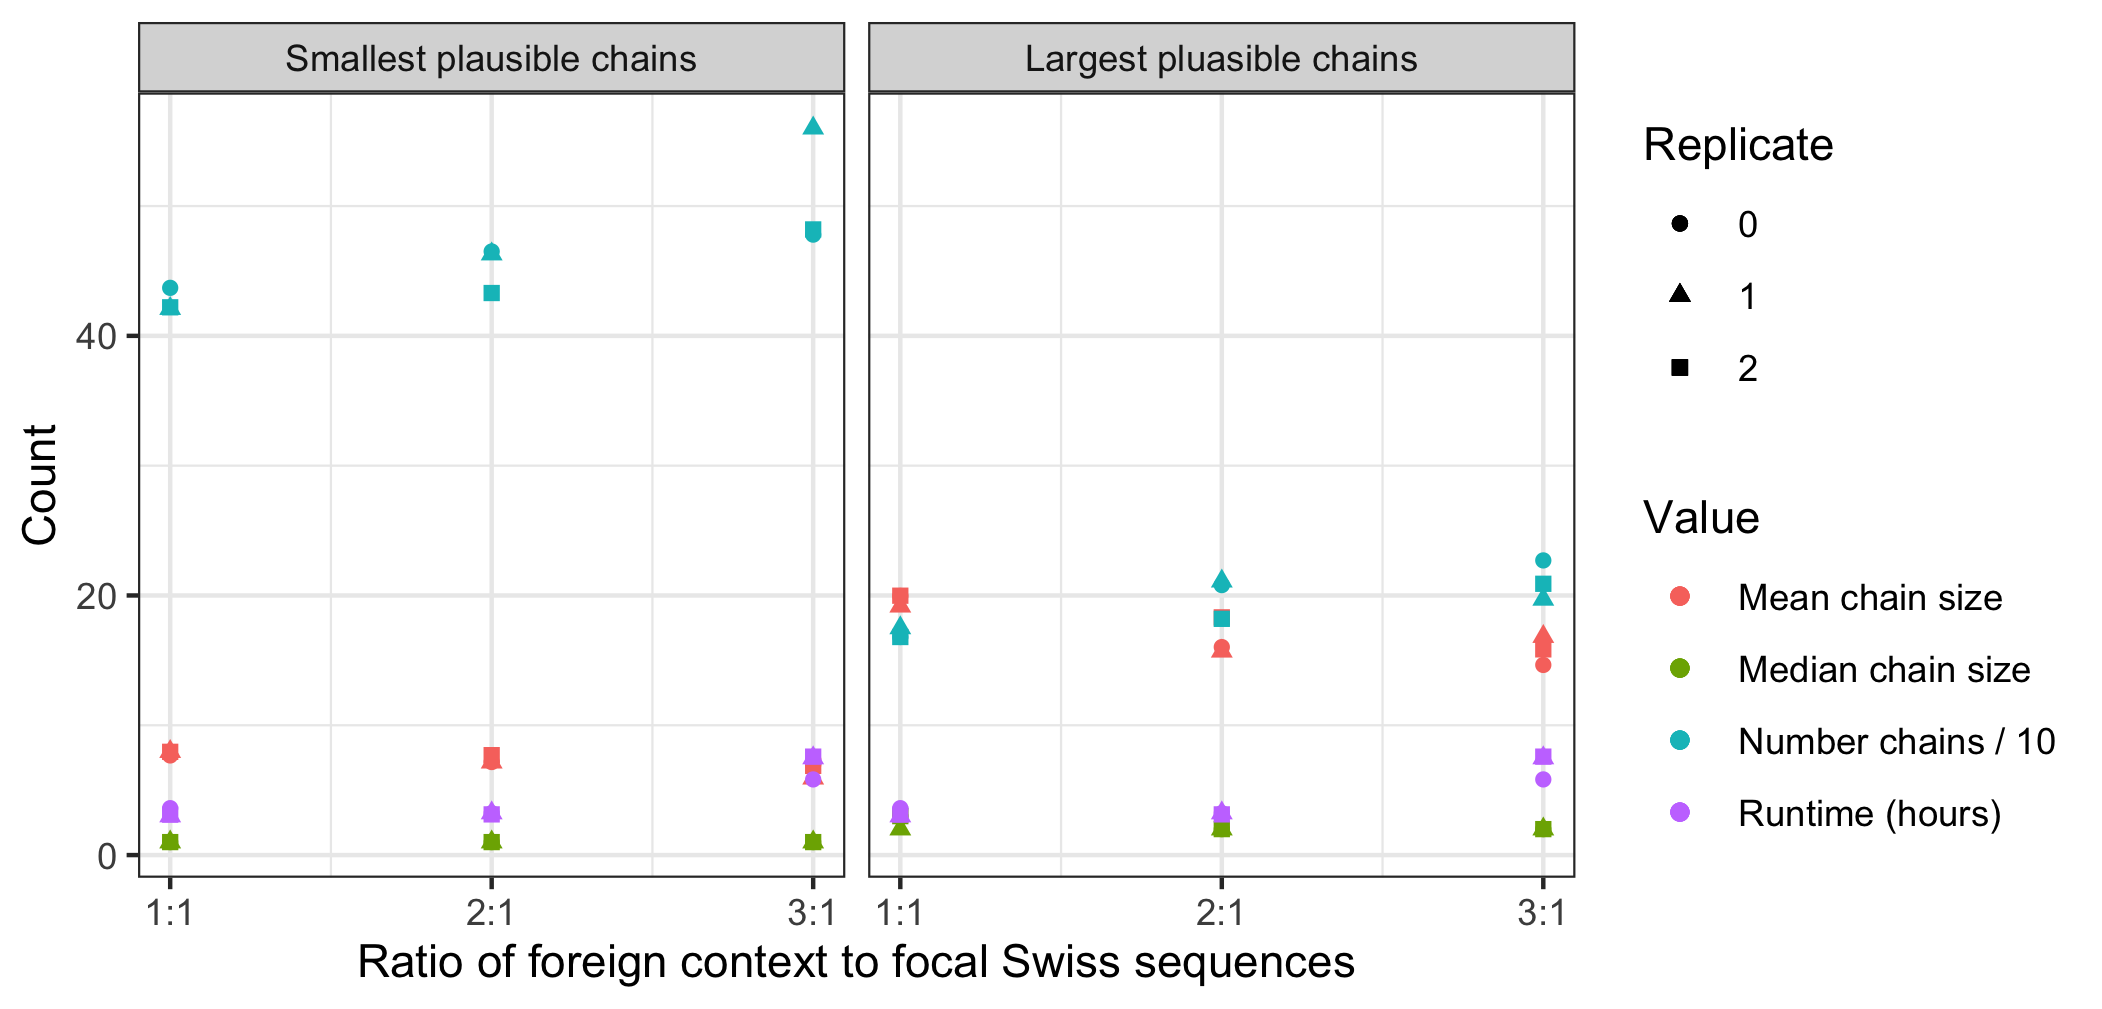 Smallest plausible chains
Largest pluasible chains
Count
40
20
0
1:1
2:1
3:1
1:1
2:1
3:1
Ratio of foreign context to focal Swiss sequences
Replicate
0
1
2
Value
Mean chain size
Median chain size
Number chains / 10
Runtime (hours)